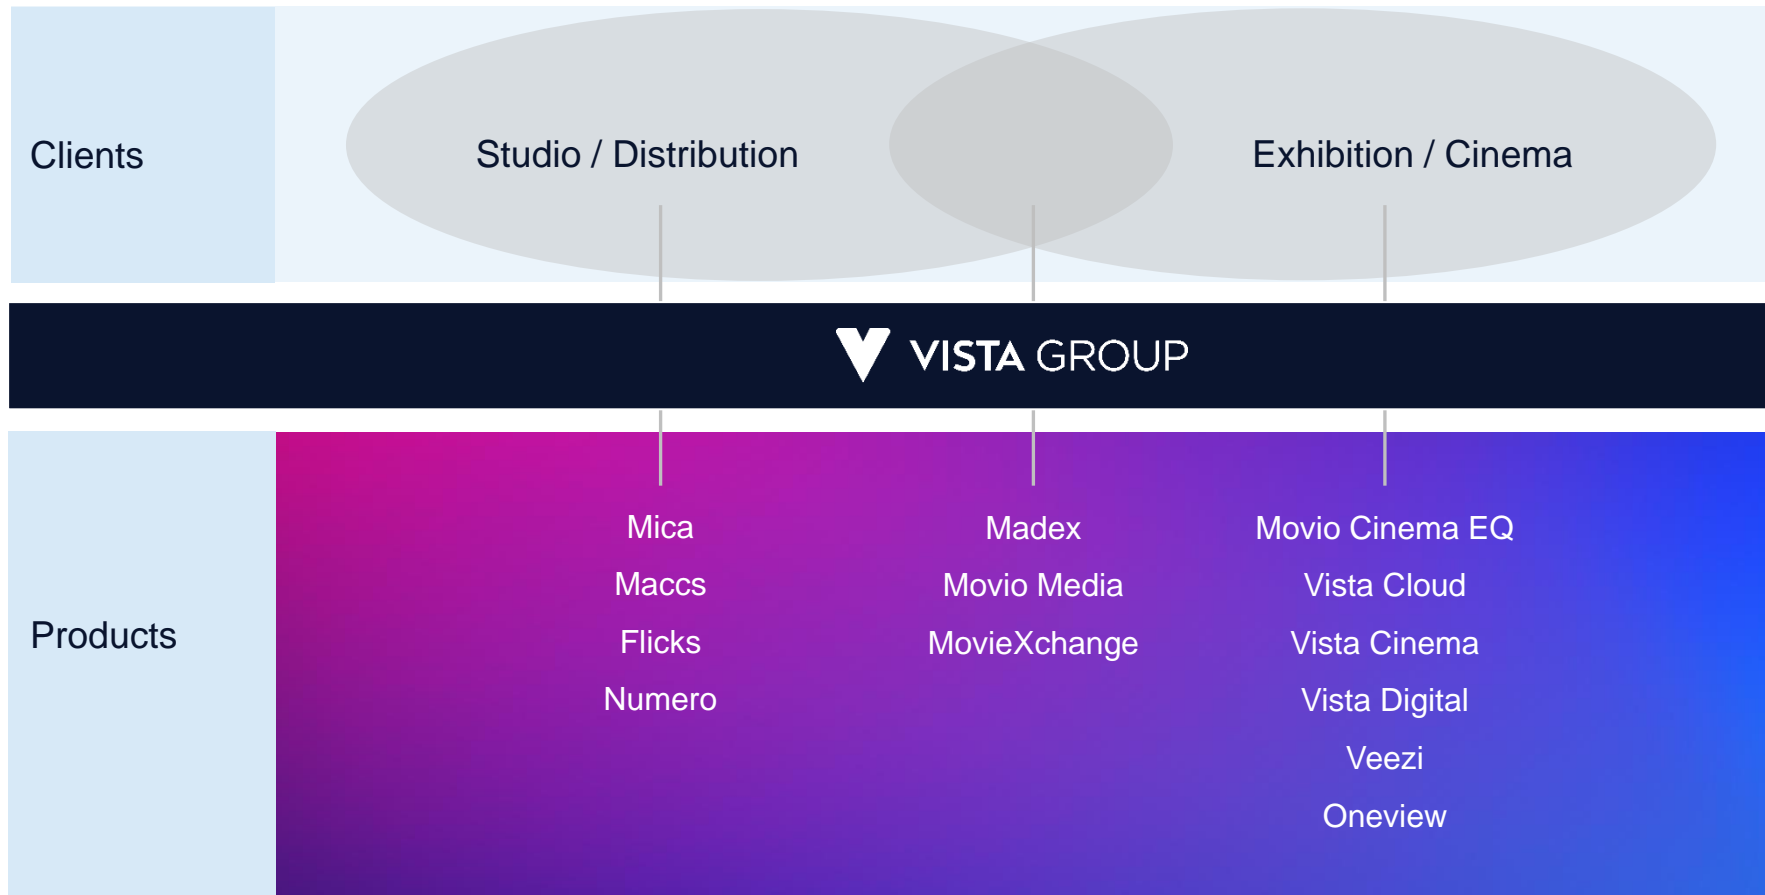 Clients
Studio / Distribution
Exhibition / Cinema
VISTA GROUP
Products
Mica
Maccs
Flicks
Numero
Madex
Movio Media
MovieXchange
Movio Cinema EQ
Vista Cloud
Vista Cinema
Vista Digital
Veezi
Oneview